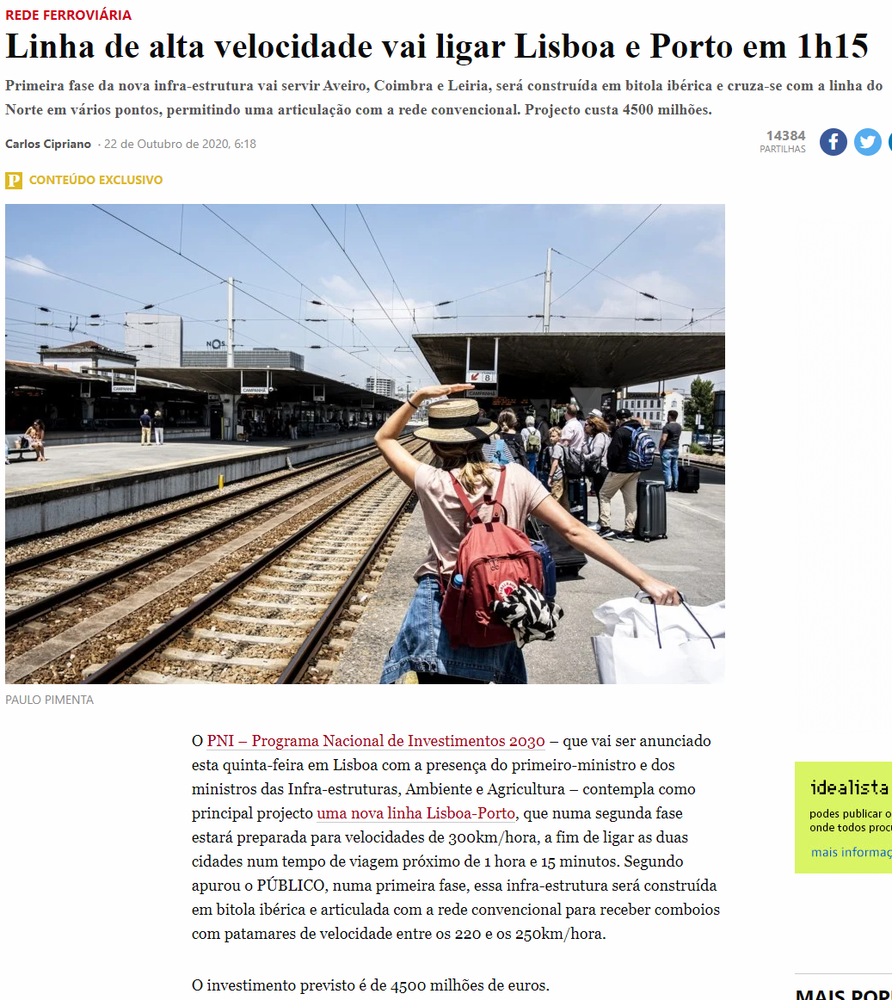 REDE FERROVIÁRIA
Linha de alta velocidade vai ligar Lisboa e Porto em 1h15
Primeira fase da nova infra-estrutura vai servir Aveiro, Coimbra e Leiria, será construída em bitola ibérica e cruza-se com a linha do
Norte em vários pontos, permitindo uma articulação com a rede convencional. Projecto custa 4500 milhões.
Carlos Cipriano · 22 de Outubro de 2020, 6:18
14384
PARTILHAS
P CONTEÚDO EXCLUSIVO
NOS
CAMPANHÃ
CAMPANHÃ
8
CAMPANHÃ
CAMPANHÃ
PAULO PIMENTA
O PNI – Programa Nacional de Investimentos 2030 – que vai ser anunciado
esta quinta-feira em Lisboa com a presença do primeiro-ministro e dos
ministros das Infra-estruturas, Ambiente e Agricultura – contempla como
principal projecto uma nova linha Lisboa-Porto, que numa segunda fase
estará preparada para velocidades de 300km/hora, a fim de ligar as duas
cidades num tempo de viagem próximo de 1 hora e 15 minutos. Segundo
apurou o PÚBLICO, numa primeira fase, essa infra-estrutura será construída
em bitola ibérica e articulada com a rede convencional para receber comboios
com patamares de velocidade entre os 220 e os 250km/hora.
O investimento previsto é de 4500 milhões de euros.
idealista
podes publicar o
onde todos proc
mais informaç
MAIS POP